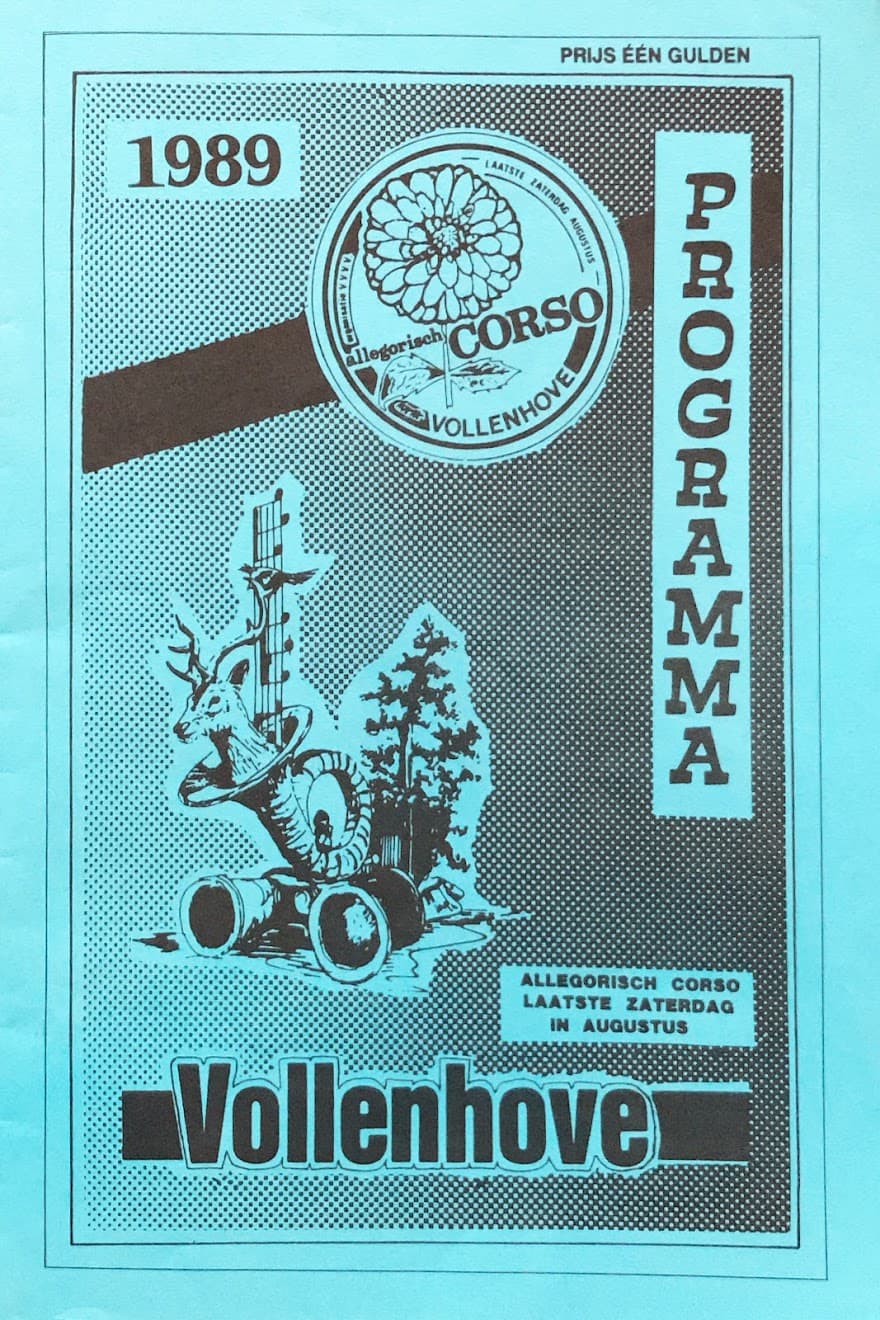 PRIJS ÉÉN GULDEN
1989
LAATSTE ZATERDAG AUGUSTUS
allegorisch CORSO
VOLLENHOVE
PROGRAMMA
ALLEGORISCH CORSO
LAATSTE ZATERDAG
IN AUGUSTUS
Vollenhove